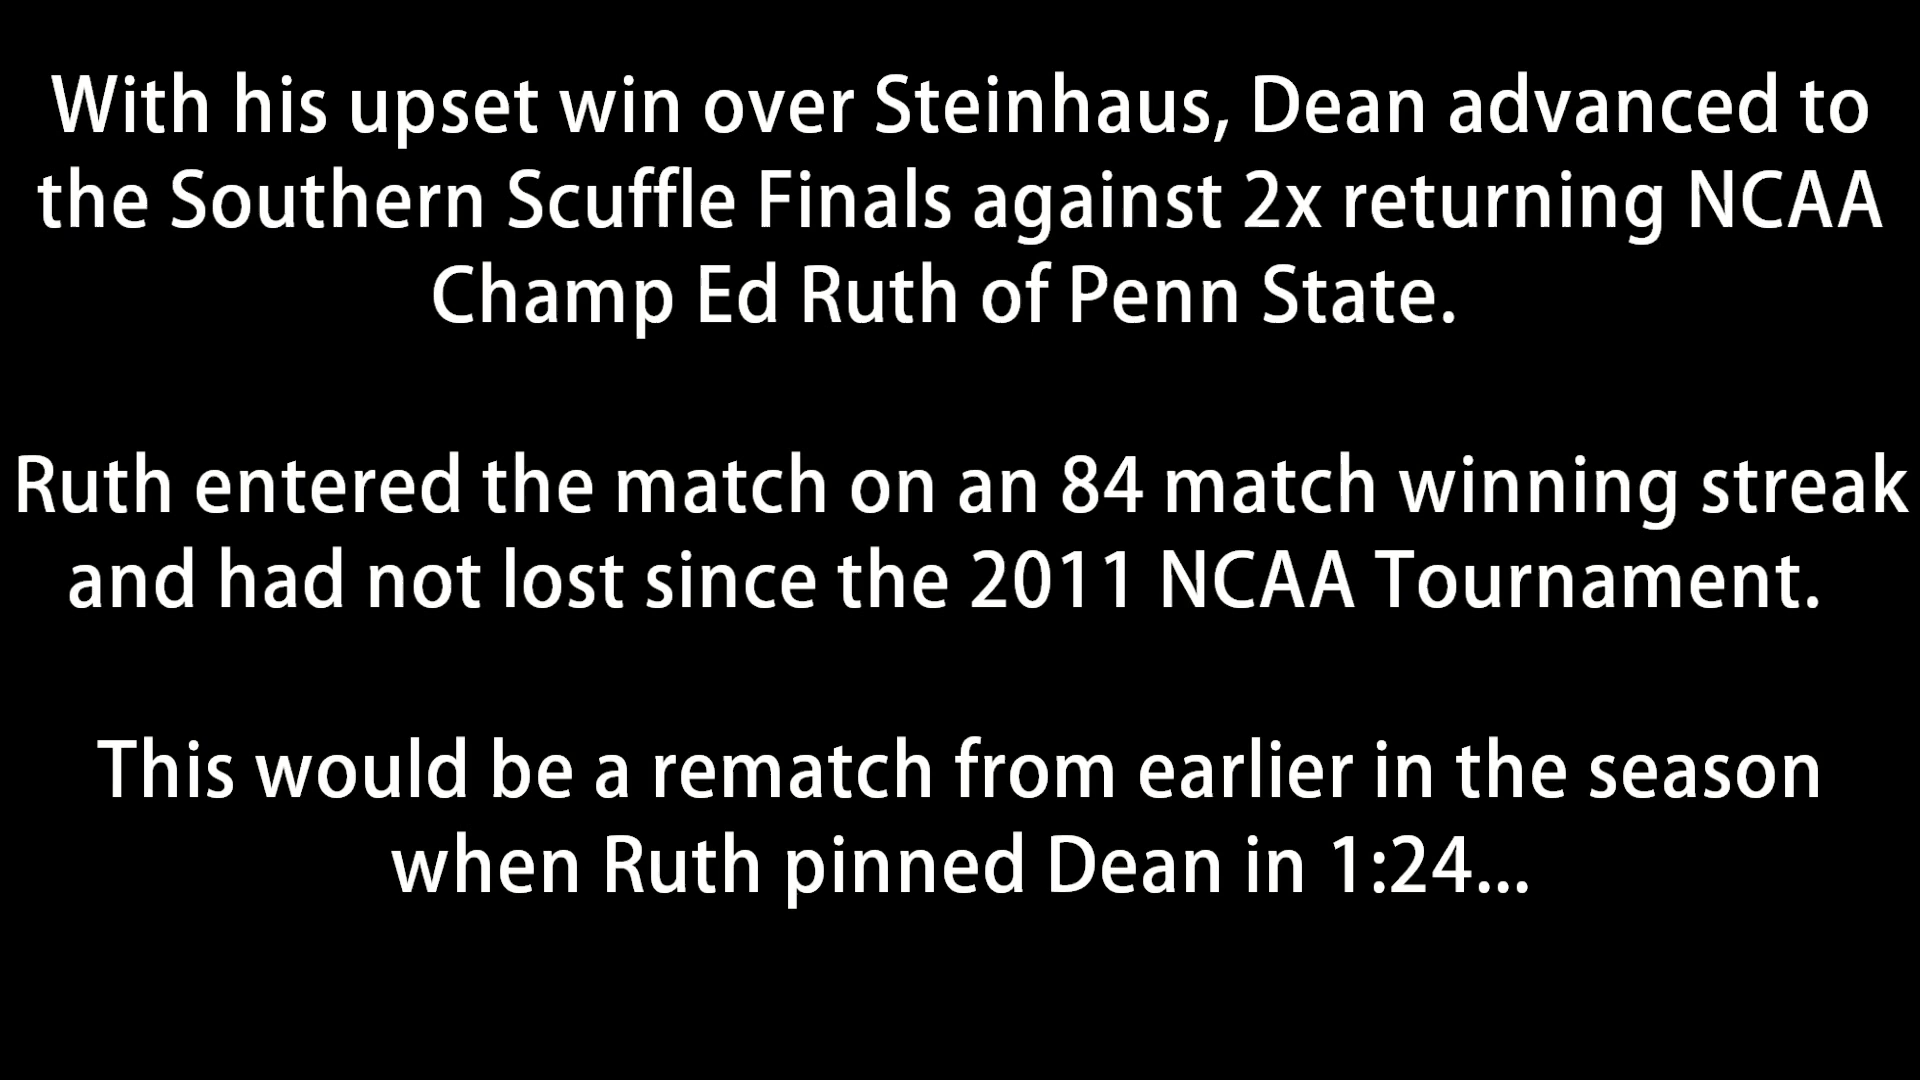 With his upset win over Steinhaus, Dean advanced to
the Southern Scuffle Finals against 2x returning NCAA
Champ Ed Ruth of Penn State.
Ruth entered the match on an 84 match winning streak
and had not lost since the 2011 NCAA Tournament.
This would be a rematch from earlier in the season
when Ruth pinned Dean in 1:24...